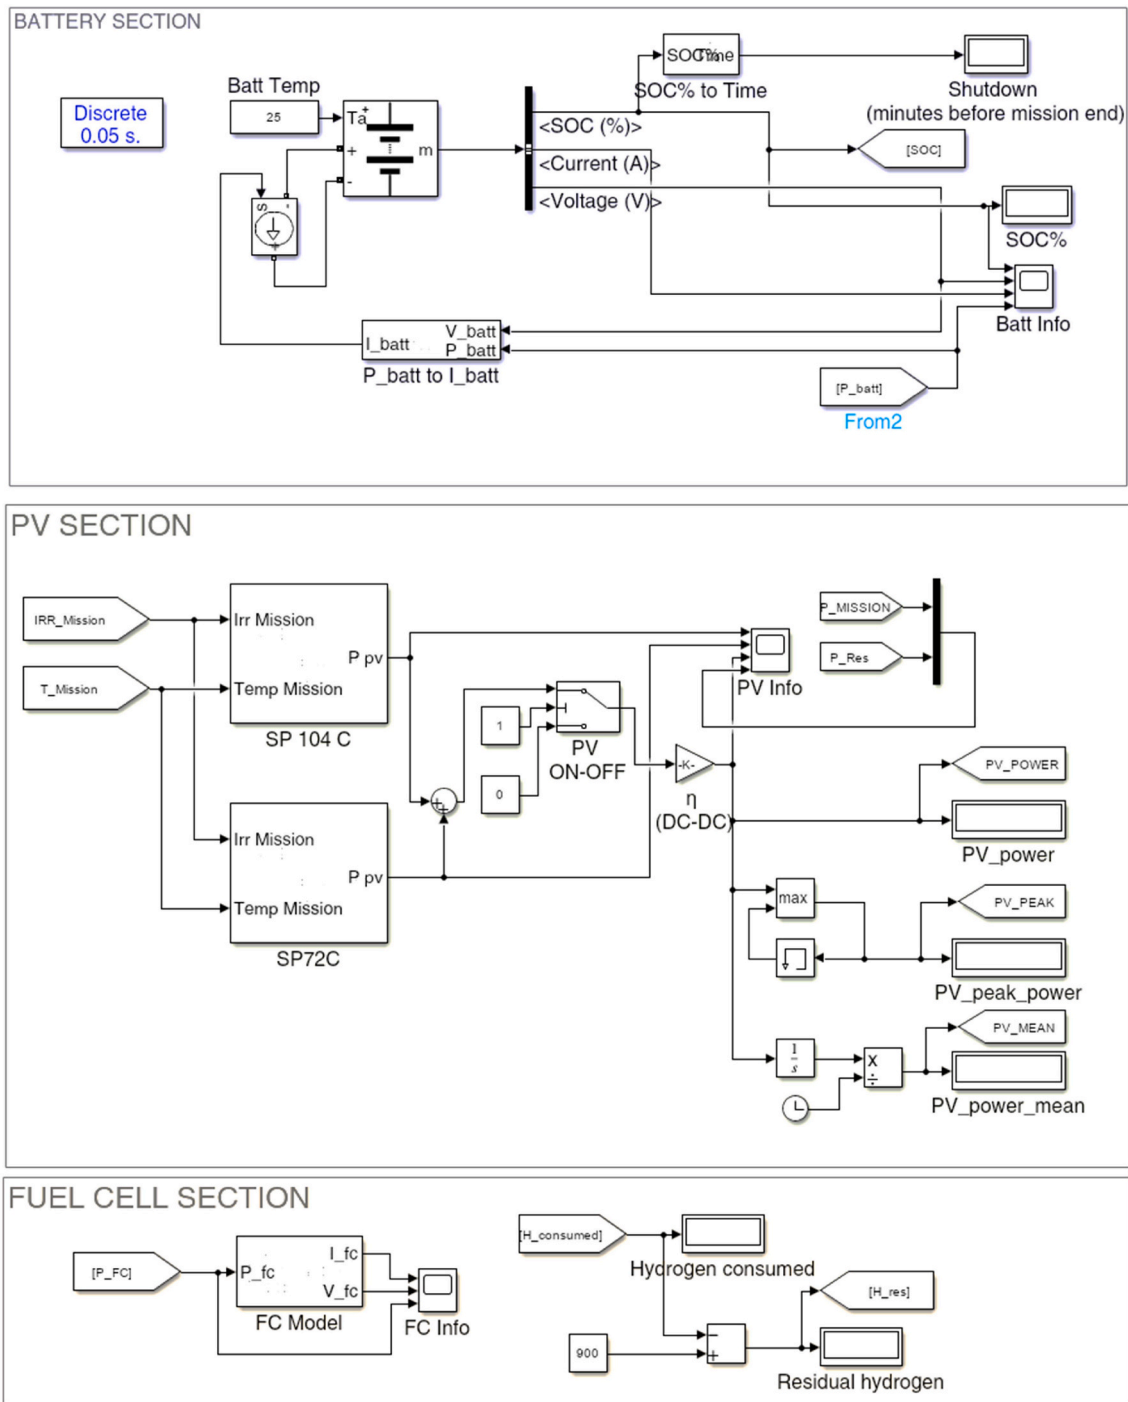 BATTERY SECTION
Discrete
0.05 s.
Batt Temp
25
Ta
+
+
-
m
S
-
+
<SOC (%)>
<Current (A)>
<Voltage (V)>
SOC%
Time
SOC% to Time
Shutdown
(minutes before mission end)
[SOC]
SOC%
Batt Info
I_batt
V_batt
P_batt
P_batt to I_batt
[P_batt]
From2
PV SECTION
IRR_Mission
T_Mission
Irr Mission
Temp Mission
P pv
SP 104 C
Irr Mission
Temp Mission
P pv
SP72C
+
+
1
0
PV
ON-OFF
-K-
η
(DC-DC)
PV Info
P_MISSION
P_Res
PV_POWER
PV_power
max
PV_PEAK
PV_peak_power
1
s
×
÷
PV_MEAN
PV_power_mean
FUEL CELL SECTION
[P_FC]
P_fc
I_fc
V_fc
FC Model
FC Info
[H_consumed]
Hydrogen consumed
900
−
+
[H_res]
Residual hydrogen